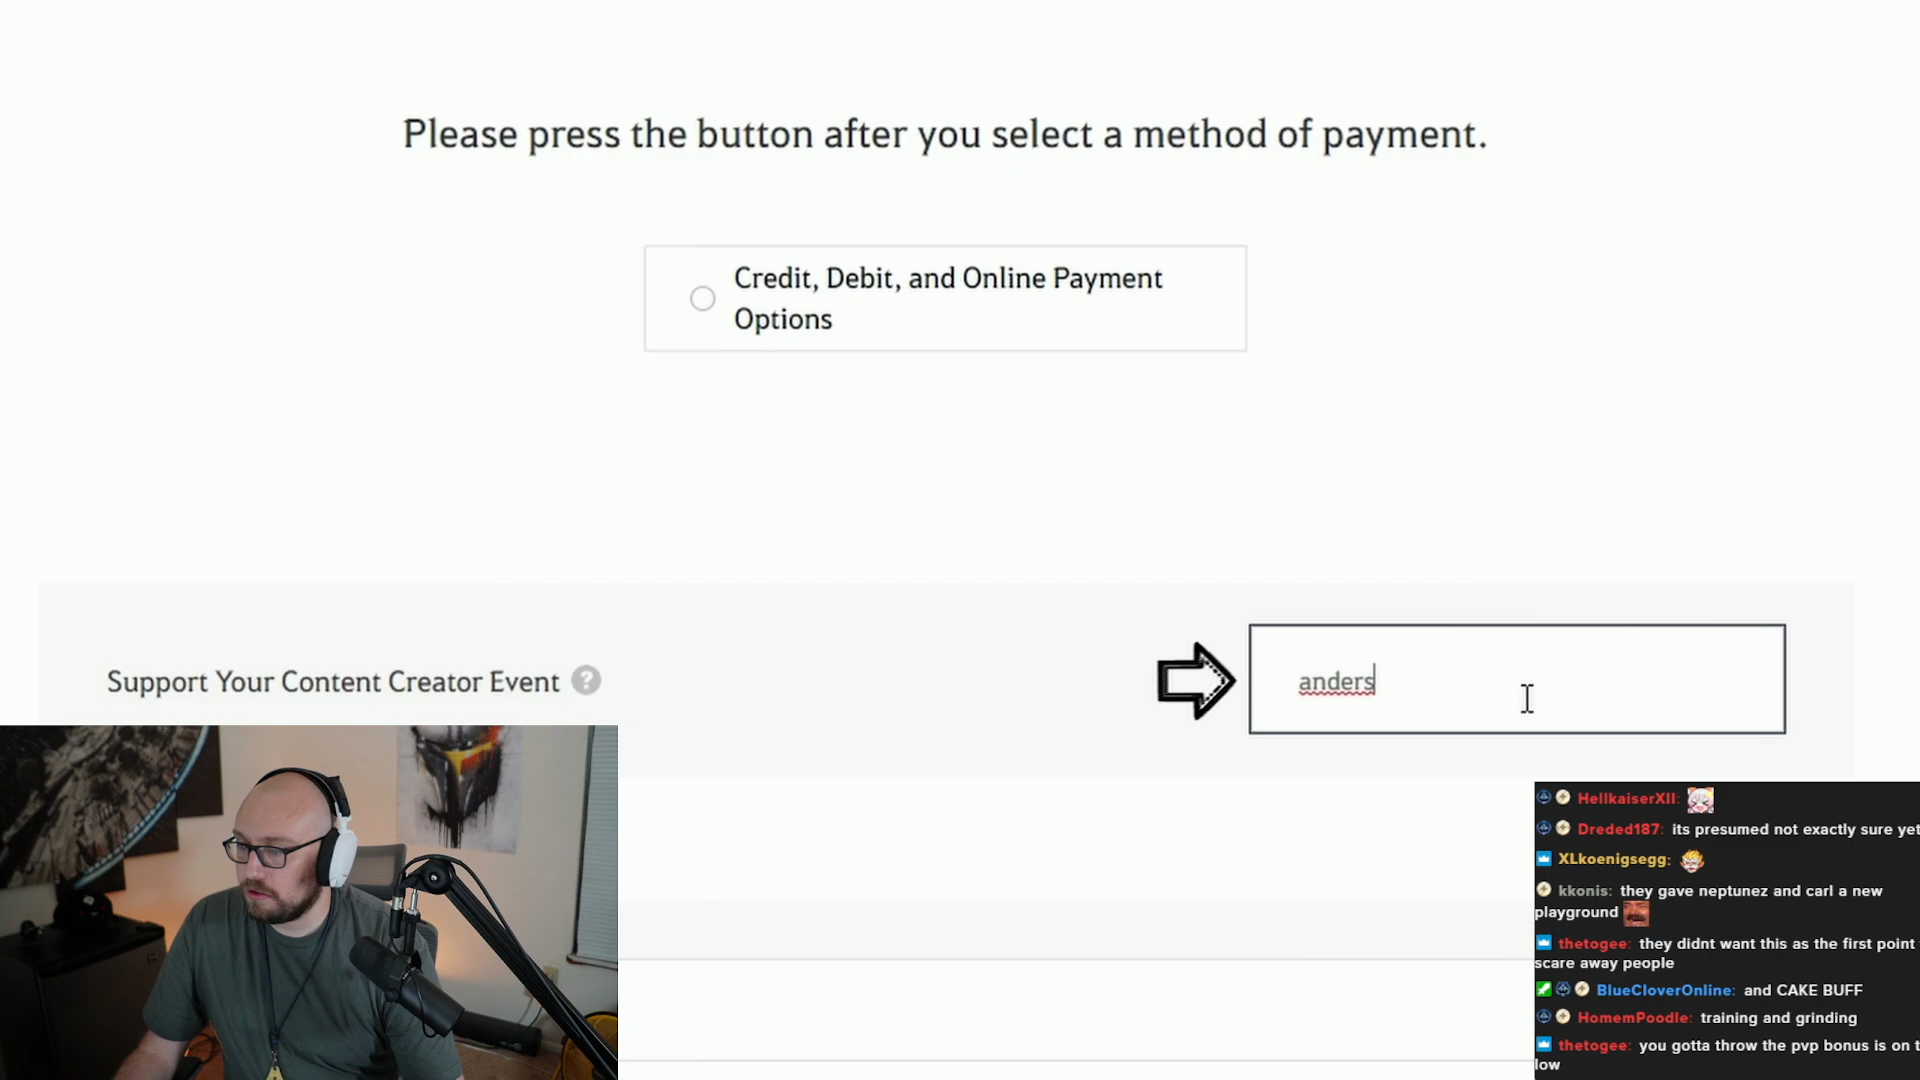 Please press the button after you select a method of payment.
Credit, Debit, and Online Payment
Options
Support Your Content Creator Event ?
anders
HellkaiserXII:
Dreded187: its presumed not exactly sure yet
XLkoenigsegg:
kkonis: they gave neptunez and carl a new
playground
thetogee: they didnt want this as the first point
scare away people
BlueCloverOnline: and CAKE BUFF
HomemPoodle: training and grinding
thetogee: you gotta throw the pvp bonus is on t
low